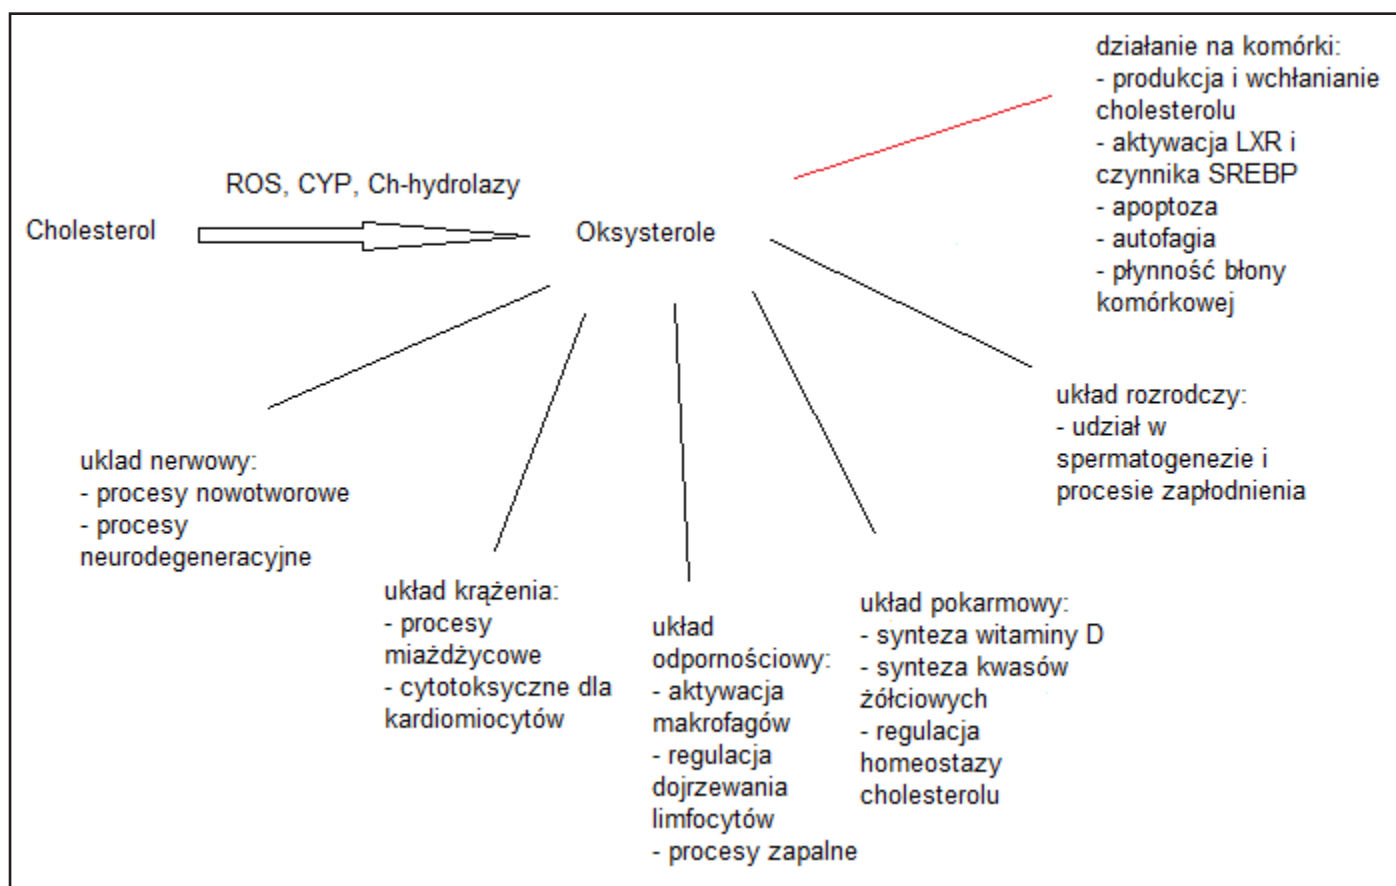 ROS, CYP, Ch-hydrolazy
Cholesterol
Oksysterole
działanie na komórki:
- produkcja i wchłanianie
cholesterolu
- aktywacja LXR i
czynnika SREBP
- apoptoza
- autofagia
- płynność błony
komórkowej
układ rozrodczy:
- udział w
spermatogenezie i
procesie zapłodnienia
uklad nerwowy:
- procesy nowotworowe
- procesy
neurodegeneracyjne
układ krążenia:
- procesy
miażdżycowe
- cytotoksyczne dla
kardiomiocytów
układ
odpornościowy:
- aktywacja
makrofagów
- regulacja
dojrzewania
limfocytów
- procesy zapalne
układ pokarmowy:
- synteza witaminy D
- synteza kwasów
żółciowych
- regulacja
homeostazy
cholesterolu